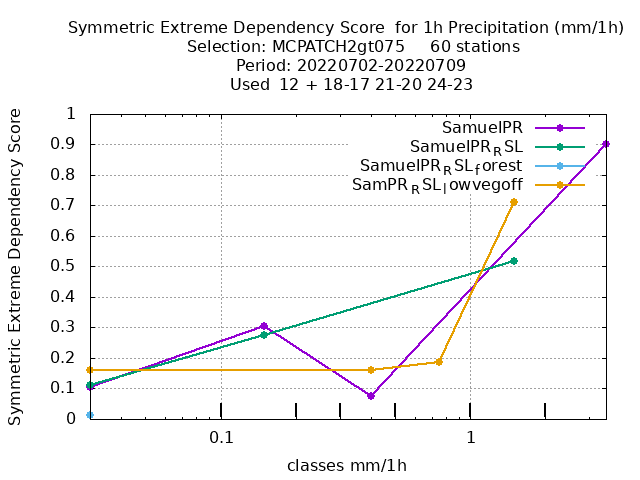 Symmetric Extreme Dependency Score  for 1h Precipitation (mm/1h)
Selection: MCPATCH2gt075     60 stations
Period: 20220702-20220709
Used  12 + 18-17 21-20 24-23
Symmetric Extreme Dependency Score
1
0.9
0.8
0.7
0.6
0.5
0.4
0.3
0.2
0.1
0
SamuelPR
SamuelPR_RSL
SamuelPR_RSL_forest
SamPR_RSL_lowvegoff
0.1
1
classes mm/1h